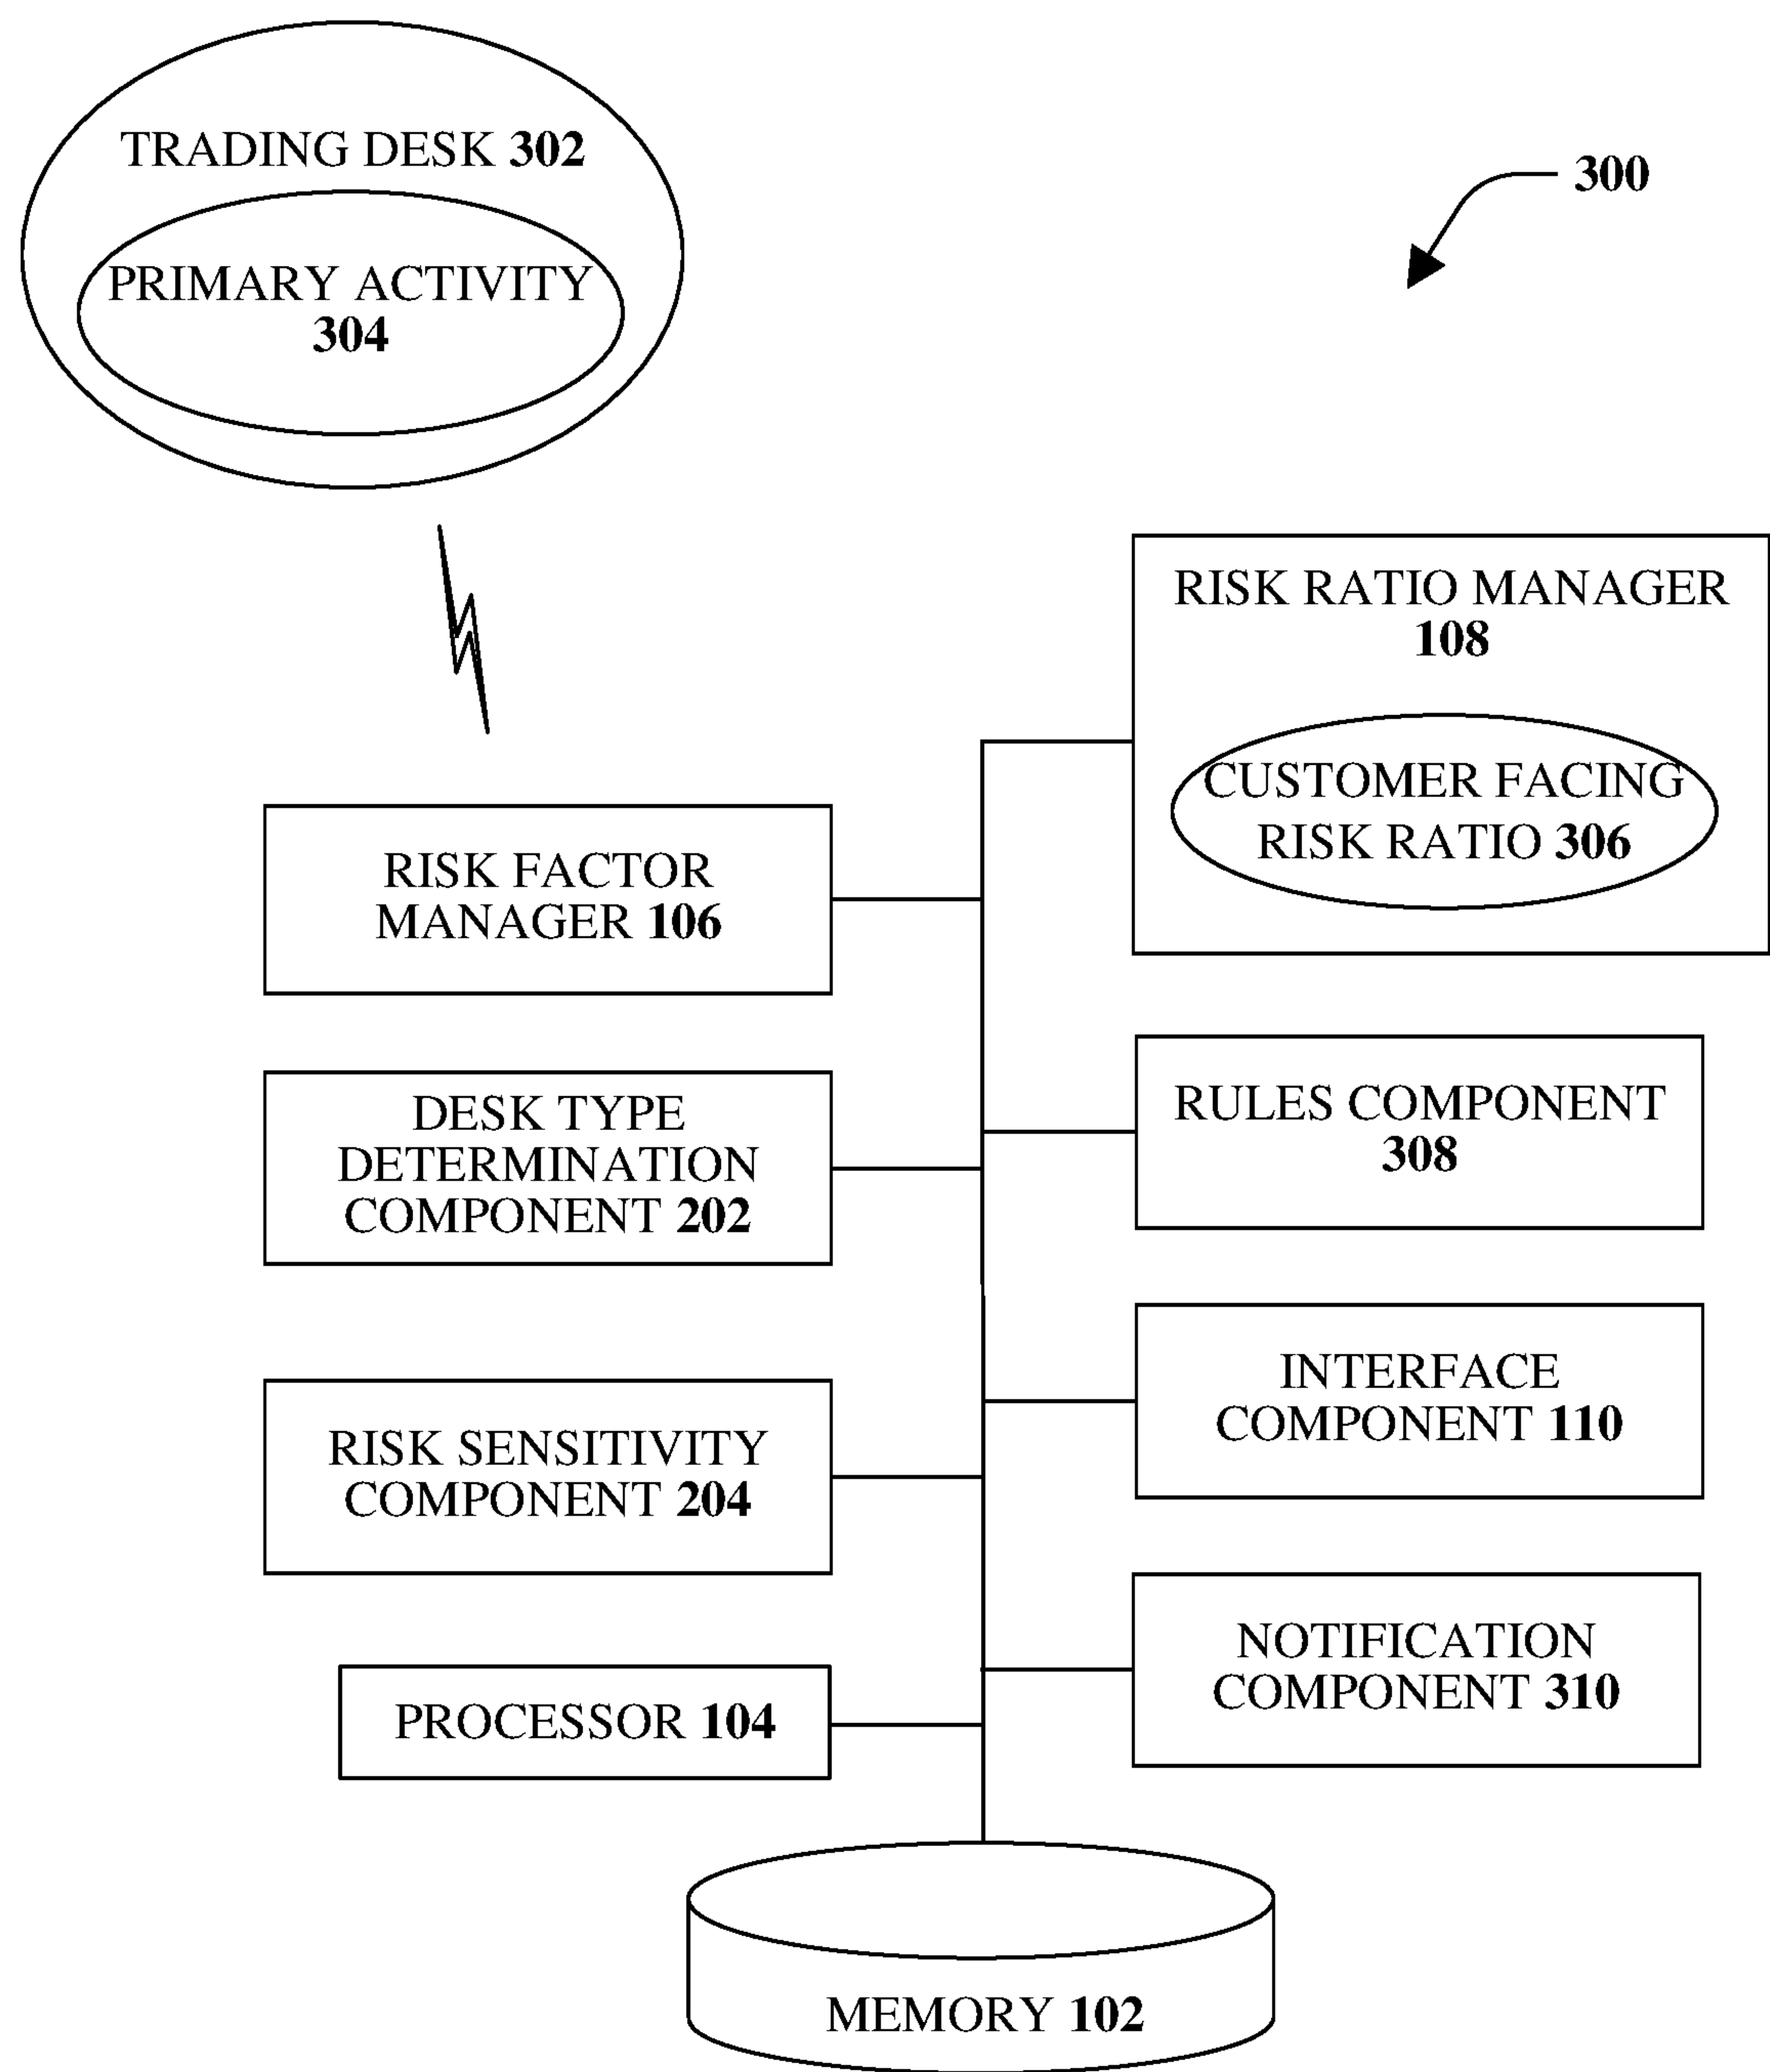 TRADING DESK 302
PRIMARY ACTIVITY
304
300
RISK RATIO MANAGER
108
CUSTOMER FACING
RISK RATIO 306
RISK FACTOR
MANAGER 106
DESK TYPE
DETERMINATION
COMPONENT 202
RULES COMPONENT
308
INTERFACE
COMPONENT 110
RISK SENSITIVITY
COMPONENT 204
NOTIFICATION
COMPONENT 310
PROCESSOR 104
MEMORY 102